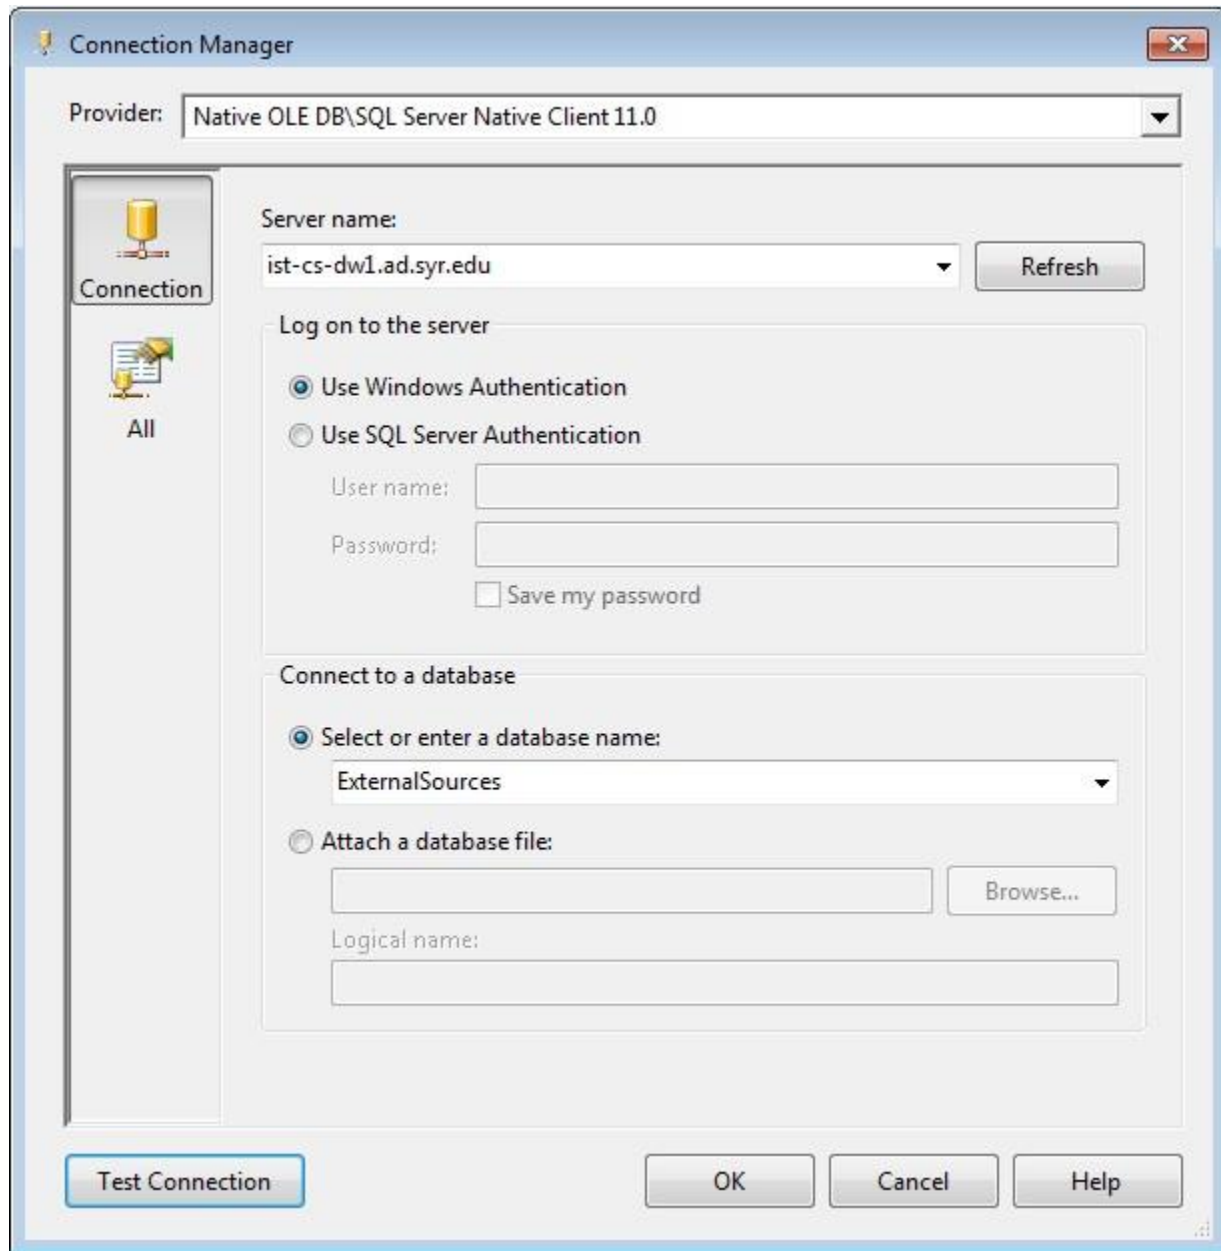 Connection Manager
Provider: Native OLE DB\SQL Server Native Client 11.0
Connection
All
Server name:
ist-cs-dw1.ad.syr.edu
Refresh
Log on to the server
Use Windows Authentication
Use SQL Server Authentication
User name:
Password:
Save my password
Connect to a database
Select or enter a database name:
ExternalSources
Attach a database file:
Browse...
Logical name:
Test Connection
OK
Cancel
Help